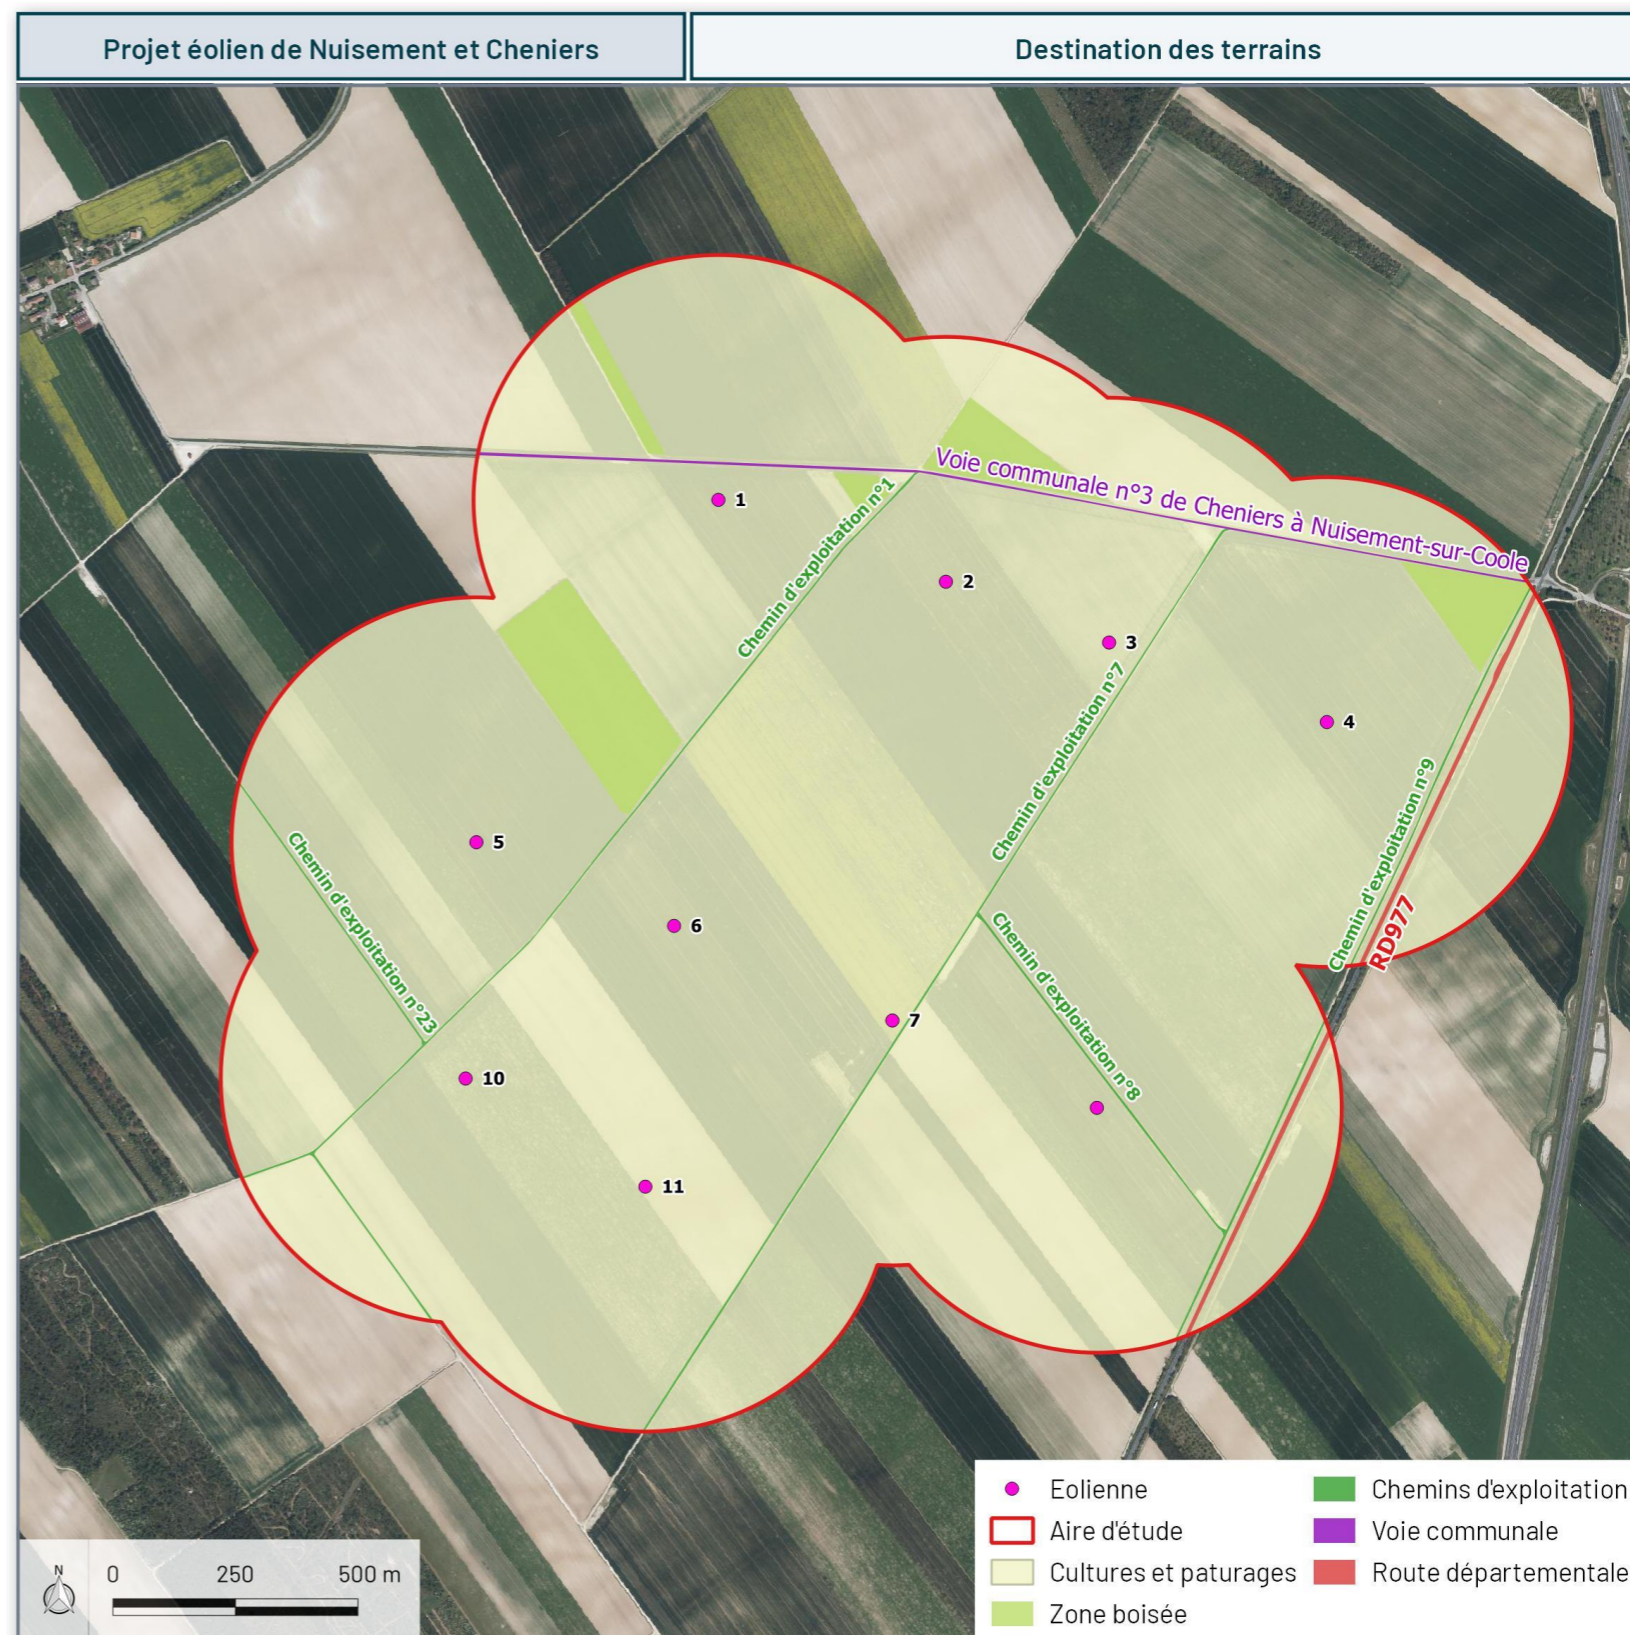 Projet éolien de Nuisement et Cheniers
Destination des terrains
Voie communale n°3 de Cheniers à Nuisement-sur-Coole
1
Chemin d'exploitation n°1
2
3
Chemin d'exploitation n°7
4
5
Chemin d'exploitation n°9
Chemin d'exploitation n°23
6
RD977
Chemin d'exploitation n°8
7
10
11
Eolienne
Aire d'étude
Cultures et paturages
Zone boisée
Chemins d'exploitation
Voie communale
Route départementale
N
0 250 500 m